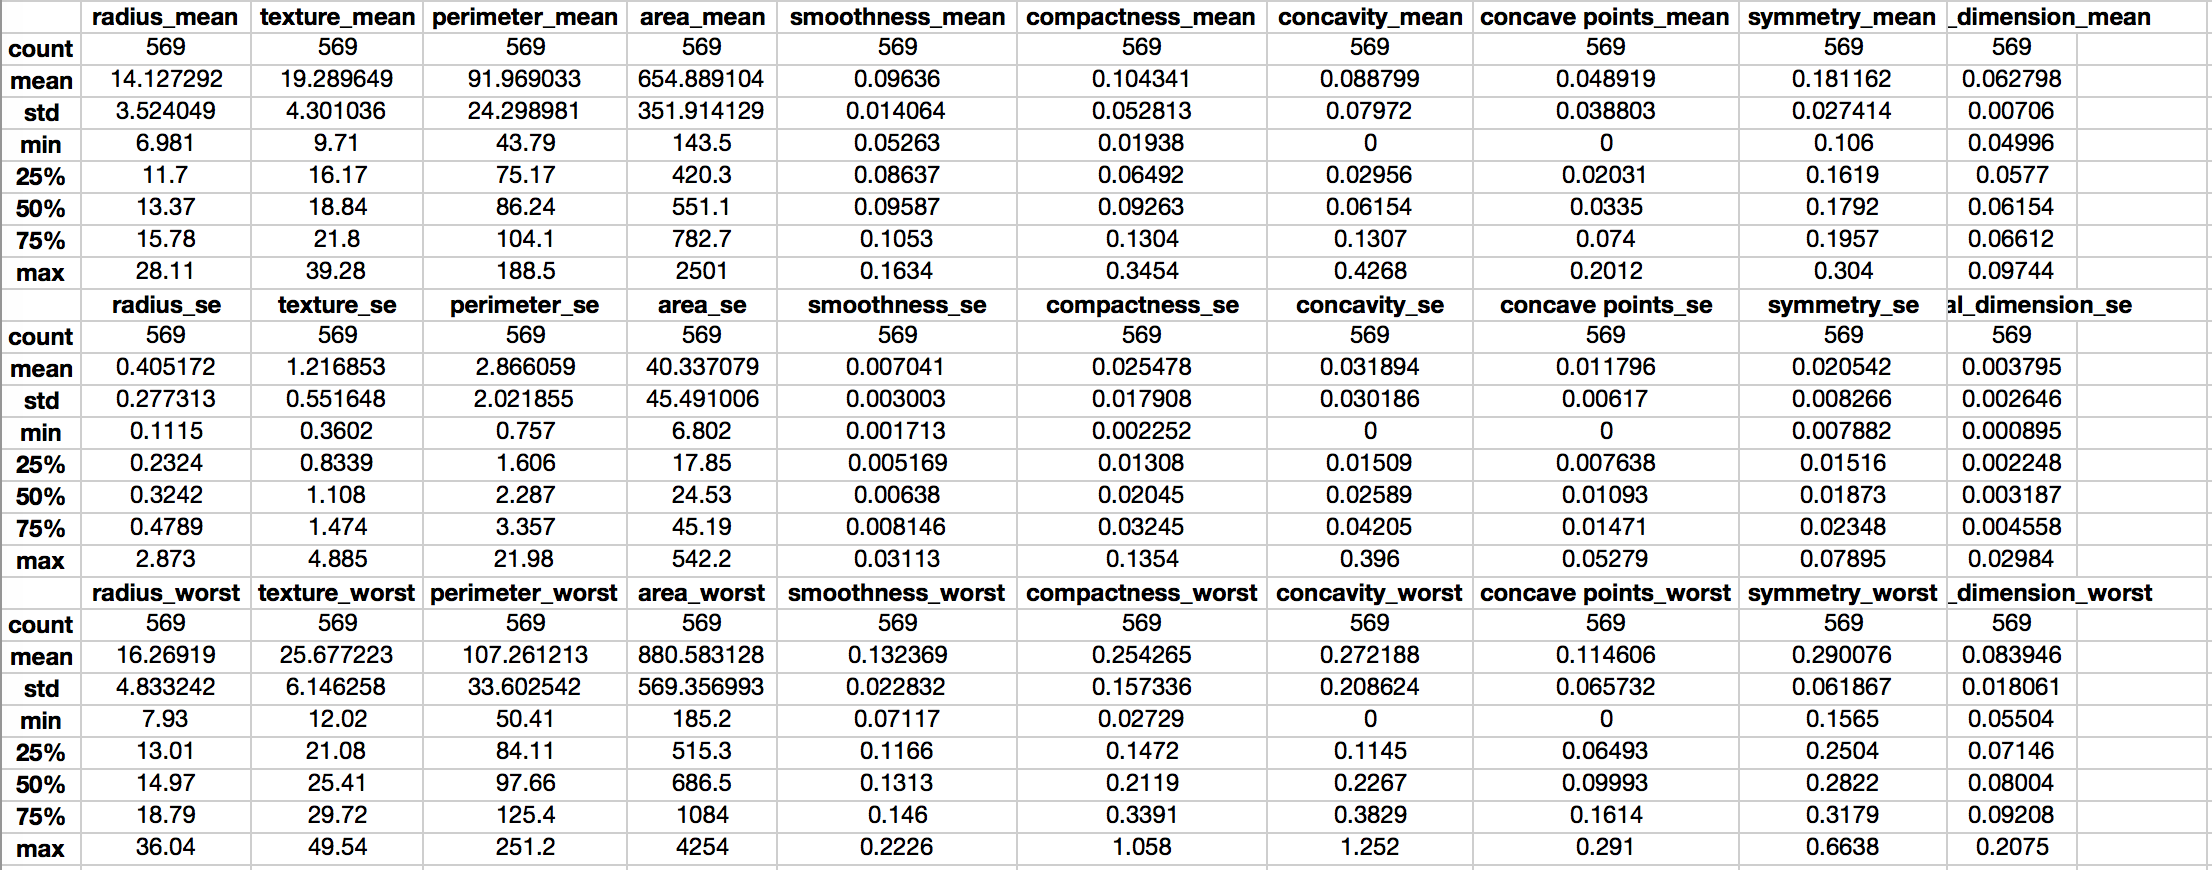 radius_mean texture_mean perimeter_mean area_mean smoothness_mean compactness_mean concavity_mean concave points_mean symmetry_mean _dimension_mean
count 569 569 569 569 569 569 569 569 569 569
mean 14.127292 19.289649 91.969033 654.889104 0.09636 0.104341 0.088799 0.048919 0.181162 0.062798
std 3.524049 4.301036 24.298981 351.914129 0.014064 0.052813 0.07972 0.038803 0.027414 0.00706
min 6.981 9.71 43.79 143.5 0.05263 0.01938 0 0 0.106 0.04996
25% 11.7 16.17 75.17 420.3 0.08637 0.06492 0.02956 0.02031 0.1619 0.0577
50% 13.37 18.84 86.24 551.1 0.09587 0.09263 0.06154 0.0335 0.1792 0.06154
75% 15.78 21.8 104.1 782.7 0.1053 0.1304 0.1307 0.074 0.1957 0.06612
max 28.11 39.28 188.5 2501 0.1634 0.3454 0.4268 0.2012 0.304 0.09744
radius_se texture_se perimeter_se area_se smoothness_se compactness_se concavity_se concave points_se symmetry_se al_dimension_se
count 569 569 569 569 569 569 569 569 569 569
mean 0.405172 1.216853 2.866059 40.337079 0.007041 0.025478 0.031894 0.011796 0.020542 0.003795
std 0.277313 0.551648 2.021855 45.491006 0.003003 0.017908 0.030186 0.00617 0.008266 0.002646
min 0.1115 0.3602 0.757 6.802 0.001713 0.002252 0 0 0.007882 0.000895
25% 0.2324 0.8339 1.606 17.85 0.005169 0.01308 0.01509 0.007638 0.01516 0.002248
50% 0.3242 1.108 2.287 24.53 0.00638 0.02045 0.02589 0.01093 0.01873 0.003187
75% 0.4789 1.474 3.357 45.19 0.008146 0.03245 0.04205 0.01471 0.02348 0.004558
max 2.873 4.885 21.98 542.2 0.03113 0.1354 0.396 0.05279 0.07895 0.02984
radius_worst texture_worst perimeter_worst area_worst smoothness_worst compactness_worst concavity_worst concave points_worst symmetry_worst _dimension_worst
count 569 569 569 569 569 569 569 569 569 569
mean 16.26919 25.677223 107.261213 880.583128 0.132369 0.254265 0.272188 0.114606 0.290076 0.083946
std 4.833242 6.146258 33.602542 569.356993 0.022832 0.157336 0.208624 0.065732 0.061867 0.018061
min 7.93 12.02 50.41 185.2 0.07117 0.02729 0 0 0.1565 0.05504
25% 13.01 21.08 84.11 515.3 0.1166 0.1472 0.1145 0.06493 0.2504 0.07146
50% 14.97 25.41 97.66 686.5 0.1313 0.2119 0.2267 0.09993 0.2822 0.08004
75% 18.79 29.72 125.4 1084 0.146 0.3391 0.3829 0.1614 0.3179 0.09208
max 36.04 49.54 251.2 4254 0.2226 1.058 1.252 0.291 0.6638 0.2075